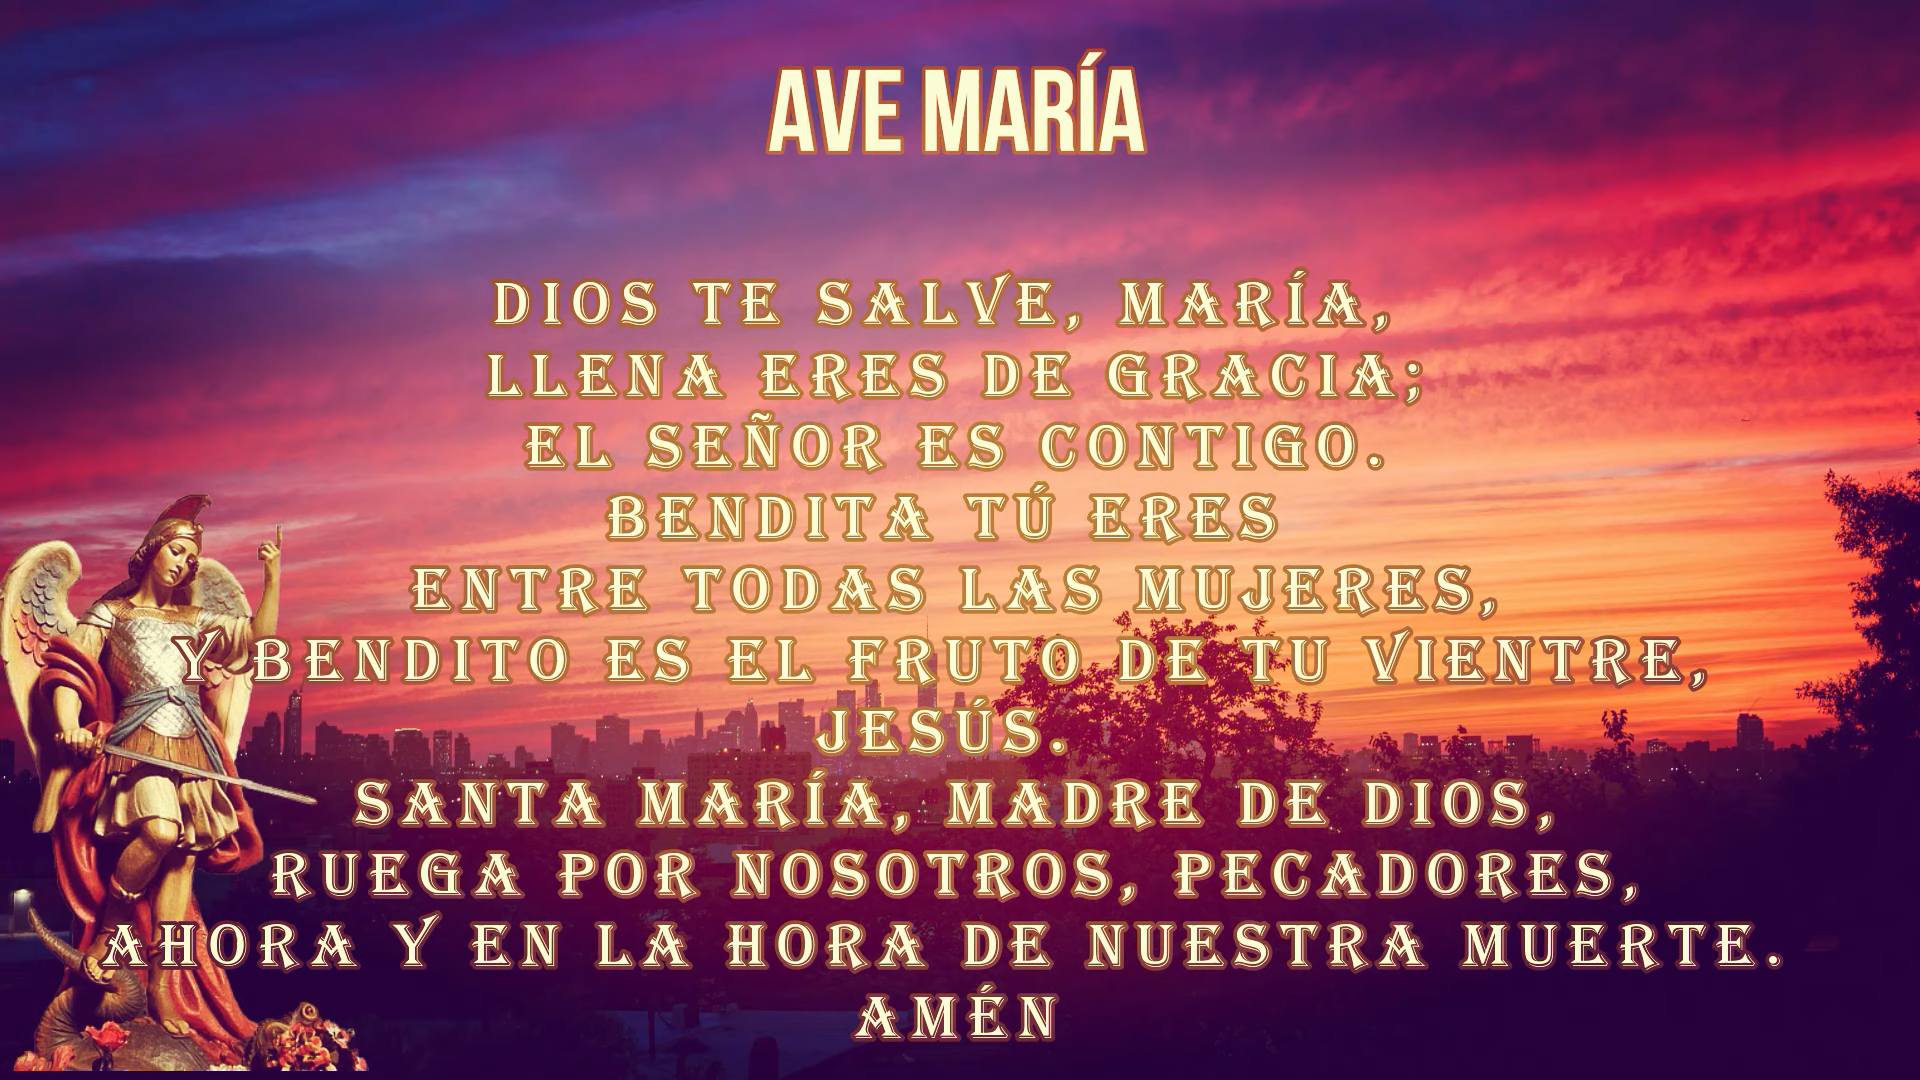 AVE MARÍA
DIOS TE SALVE, MARÍA,
LLENA ERES DE GRACIA;
EL SEÑOR ES CONTIGO.
BENDITA TÚ ERES
ENTRE TODAS LAS MUJERES,
Y BENDITO ES EL FRUTO DE TU VIENTRE,
JESÚS.
SANTA MARÍA, MADRE DE DIOS,
RUEGA POR NOSOTROS, PECADORES,
AHORA Y EN LA HORA DE NUESTRA MUERTE.
AMÉN